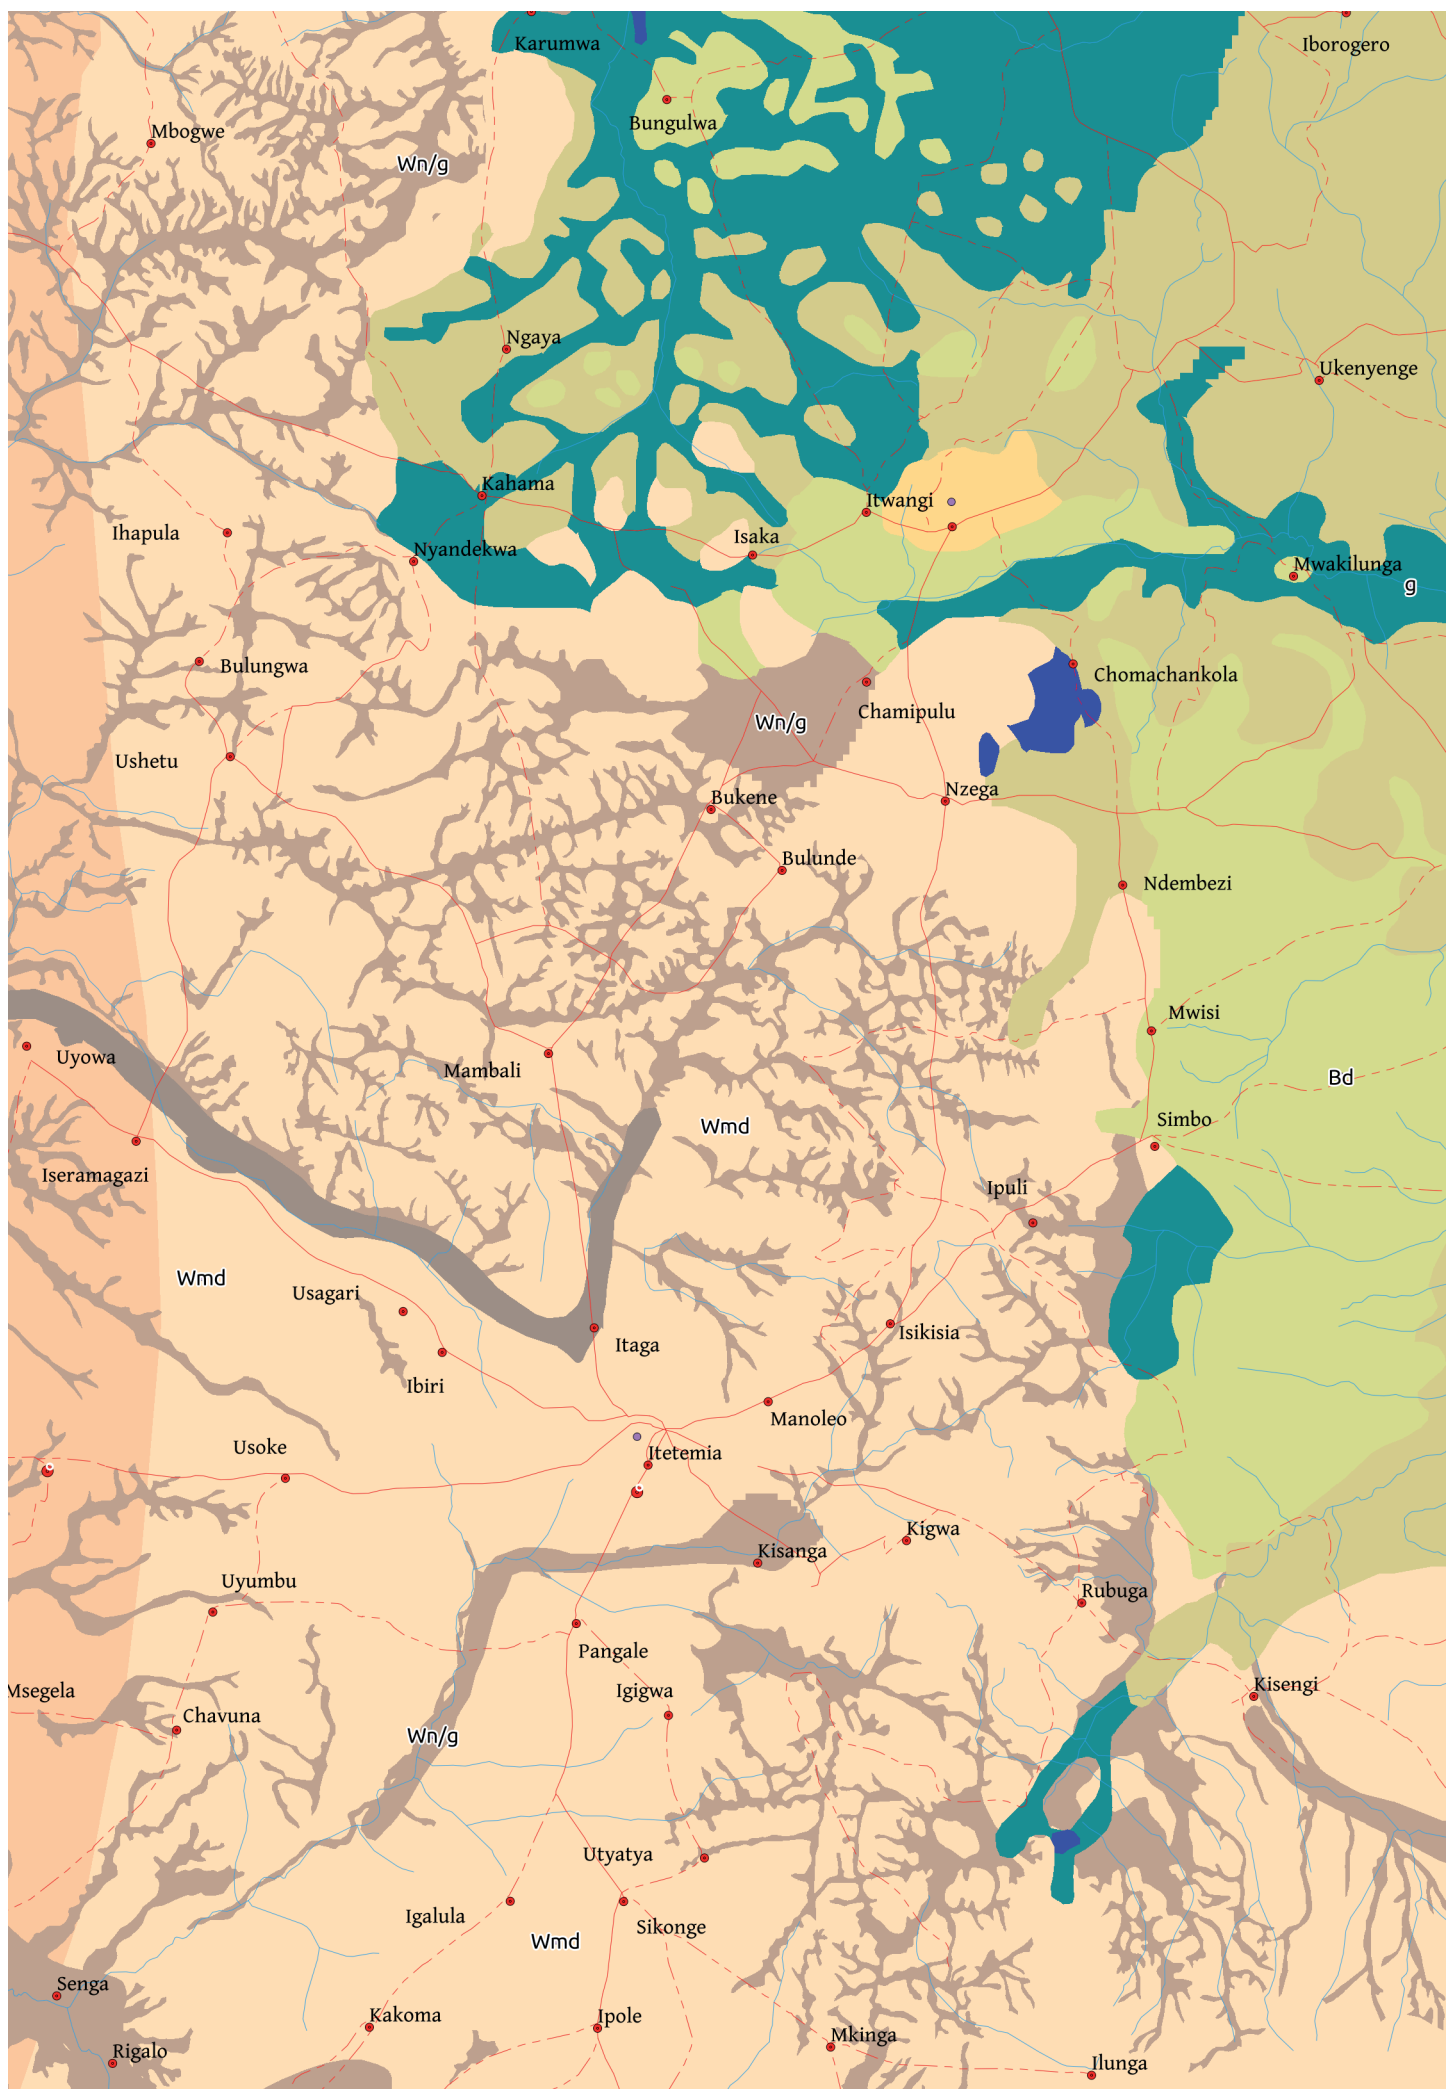 Karumwa
Iborogero
Bungulwa
Mbogwe
Wn/g
Ngaya
Ukenyenge
Kahama
Itwangi
Ihapula
Isaka
Nyandekwa
Mwakilunga
g
Bulungwa
Chomachankola
Chamipulu
Wn/g
Ushetu
Nzega
Bukene
Bulunde
Ndembezi
Mwisi
Uyowa
Mambali
Bd
Wmd
Simbo
Iseramagazi
Ipuli
Wmd
Usagari
Isikisia
Itaga
Ibiri
Manoleo
Usoke
Itetemia
Kigwa
Kisanga
Uyumbu
Rubuga
Pangale
Kisengi
Msegela
Igigwa
Chavuna
Wn/g
Utyatya
Igalula
Sikonge
Wmd
Senga
Kakoma
Ipole
Mkinga
Rigalo
Ilunga